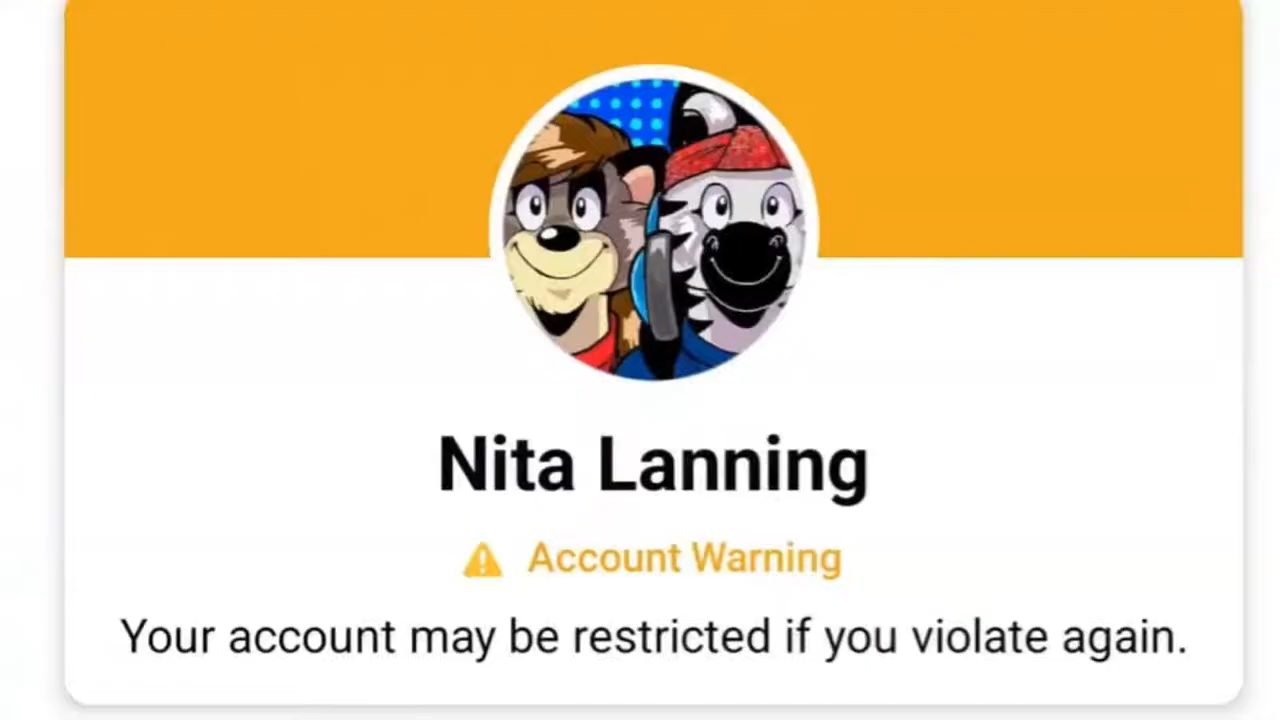 Nita Lanning
Account Warning
Your account may be restricted if you violate again.